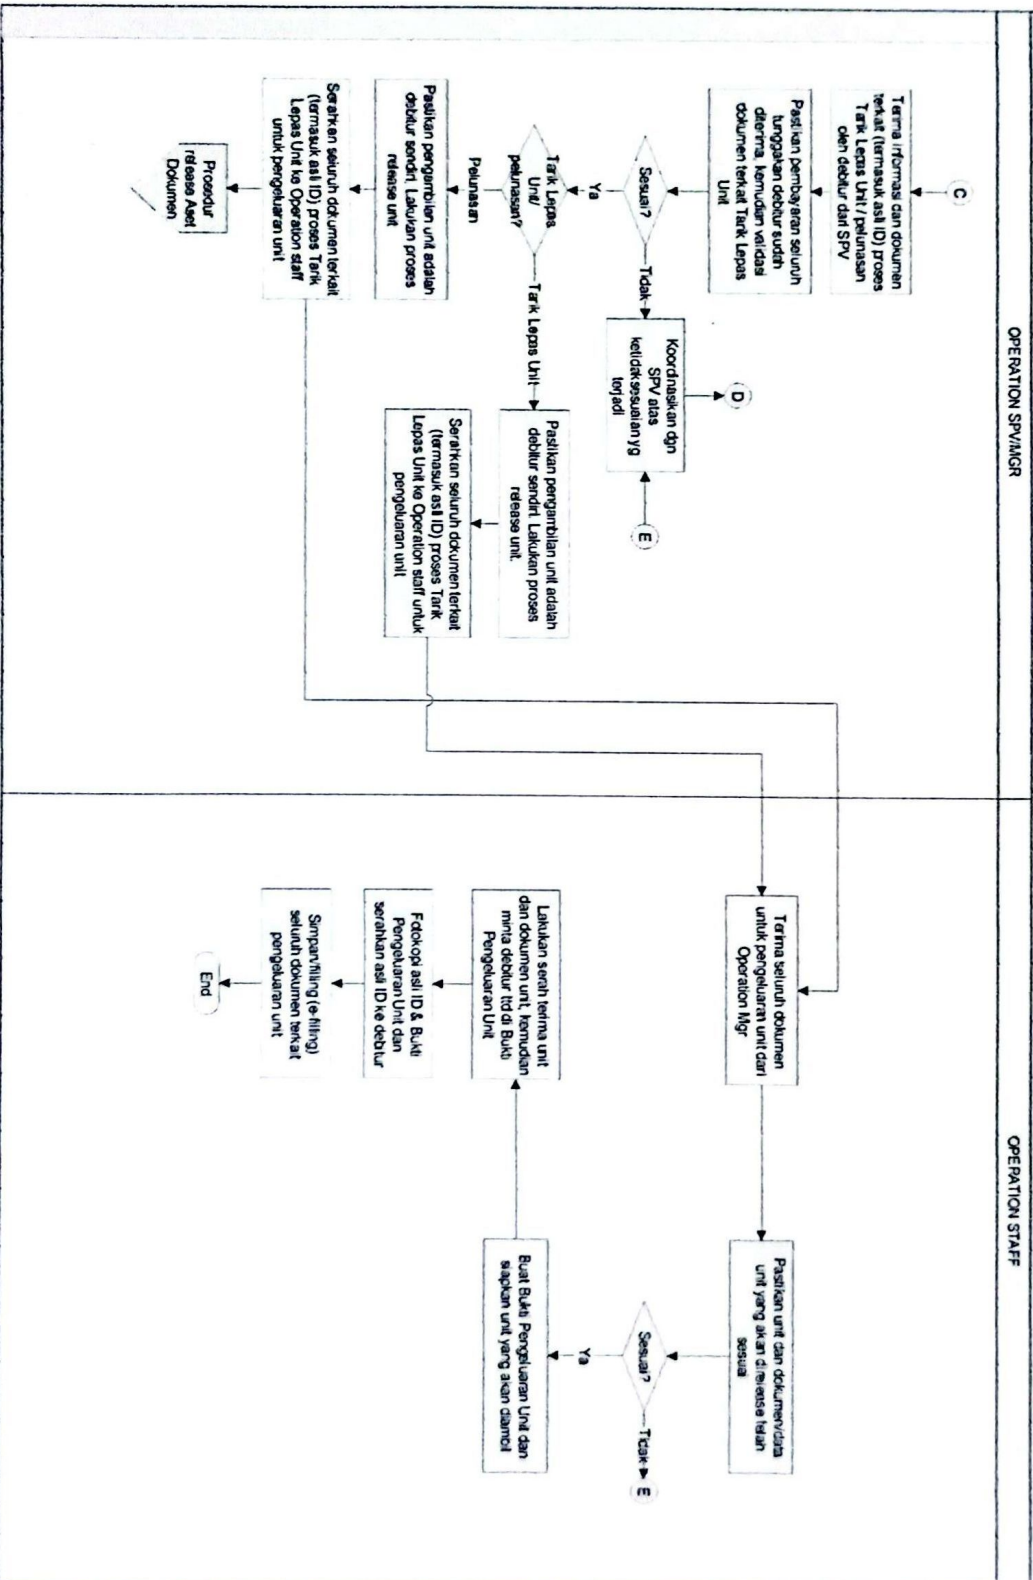 OPERATION SPV/MGR
OPERATION STAFF
C
Terima informasi dan dokumen
terkait (termasuk asli ID) proses
Tarik Lepas Unit / pelunasan
oleh debitur dari SPV
Pastikan pembayaran seluruh
tunggakan debitur sudah
diterima, kemudian validasi
dokumen terkait Tarik Lepas
Unit
Sesuai?
Tidak
Ya
Koordinasikan dgn
SPV atas
ketidaksesuaian yg
terjadi
D
E
Tarik Lepas
Unit/
pelunasan?
Tarik Lepas Unit
Pelunasan
Pastikan pengambilan unit adalah
debitur sendiri. Lakukan proses
release unit.
Serahkan seluruh dokumen terkait
(termasuk asli ID) proses Tarik
Lepas Unit ke Operation staff untuk
pengeluaran unit
Pastikan pengambilan unit adalah
debitur sendiri. Lakukan proses
release unit
Serahkan seluruh dokumen terkait
(termasuk asli ID) proses Tarik
Lepas Unit ke Operation staff
untuk pengeluaran unit
Prosedur
release Aset
Dokumen
Terima seluruh dokumen
untuk pengeluaran unit dari
Operation Mgr
Pastikan unit dan dokumen/data
unit yang akan direlease telah
sesuai
Sesuai?
Tidak
E
Ya
Buat Bukti Pengeluaran Unit dan
siapkan unit yang akan diambil
Lakukan serah terima unit
dan dokumen unit, kemudian
minta debitur ttd di Bukti
Pengeluaran Unit
Fotokopi asli ID & Bukti
Pengeluaran Unit dan
serahkan asli ID ke debitur
Simpan/filling (e-filing)
seluruh dokumen terkait
pengeluaran unit
End